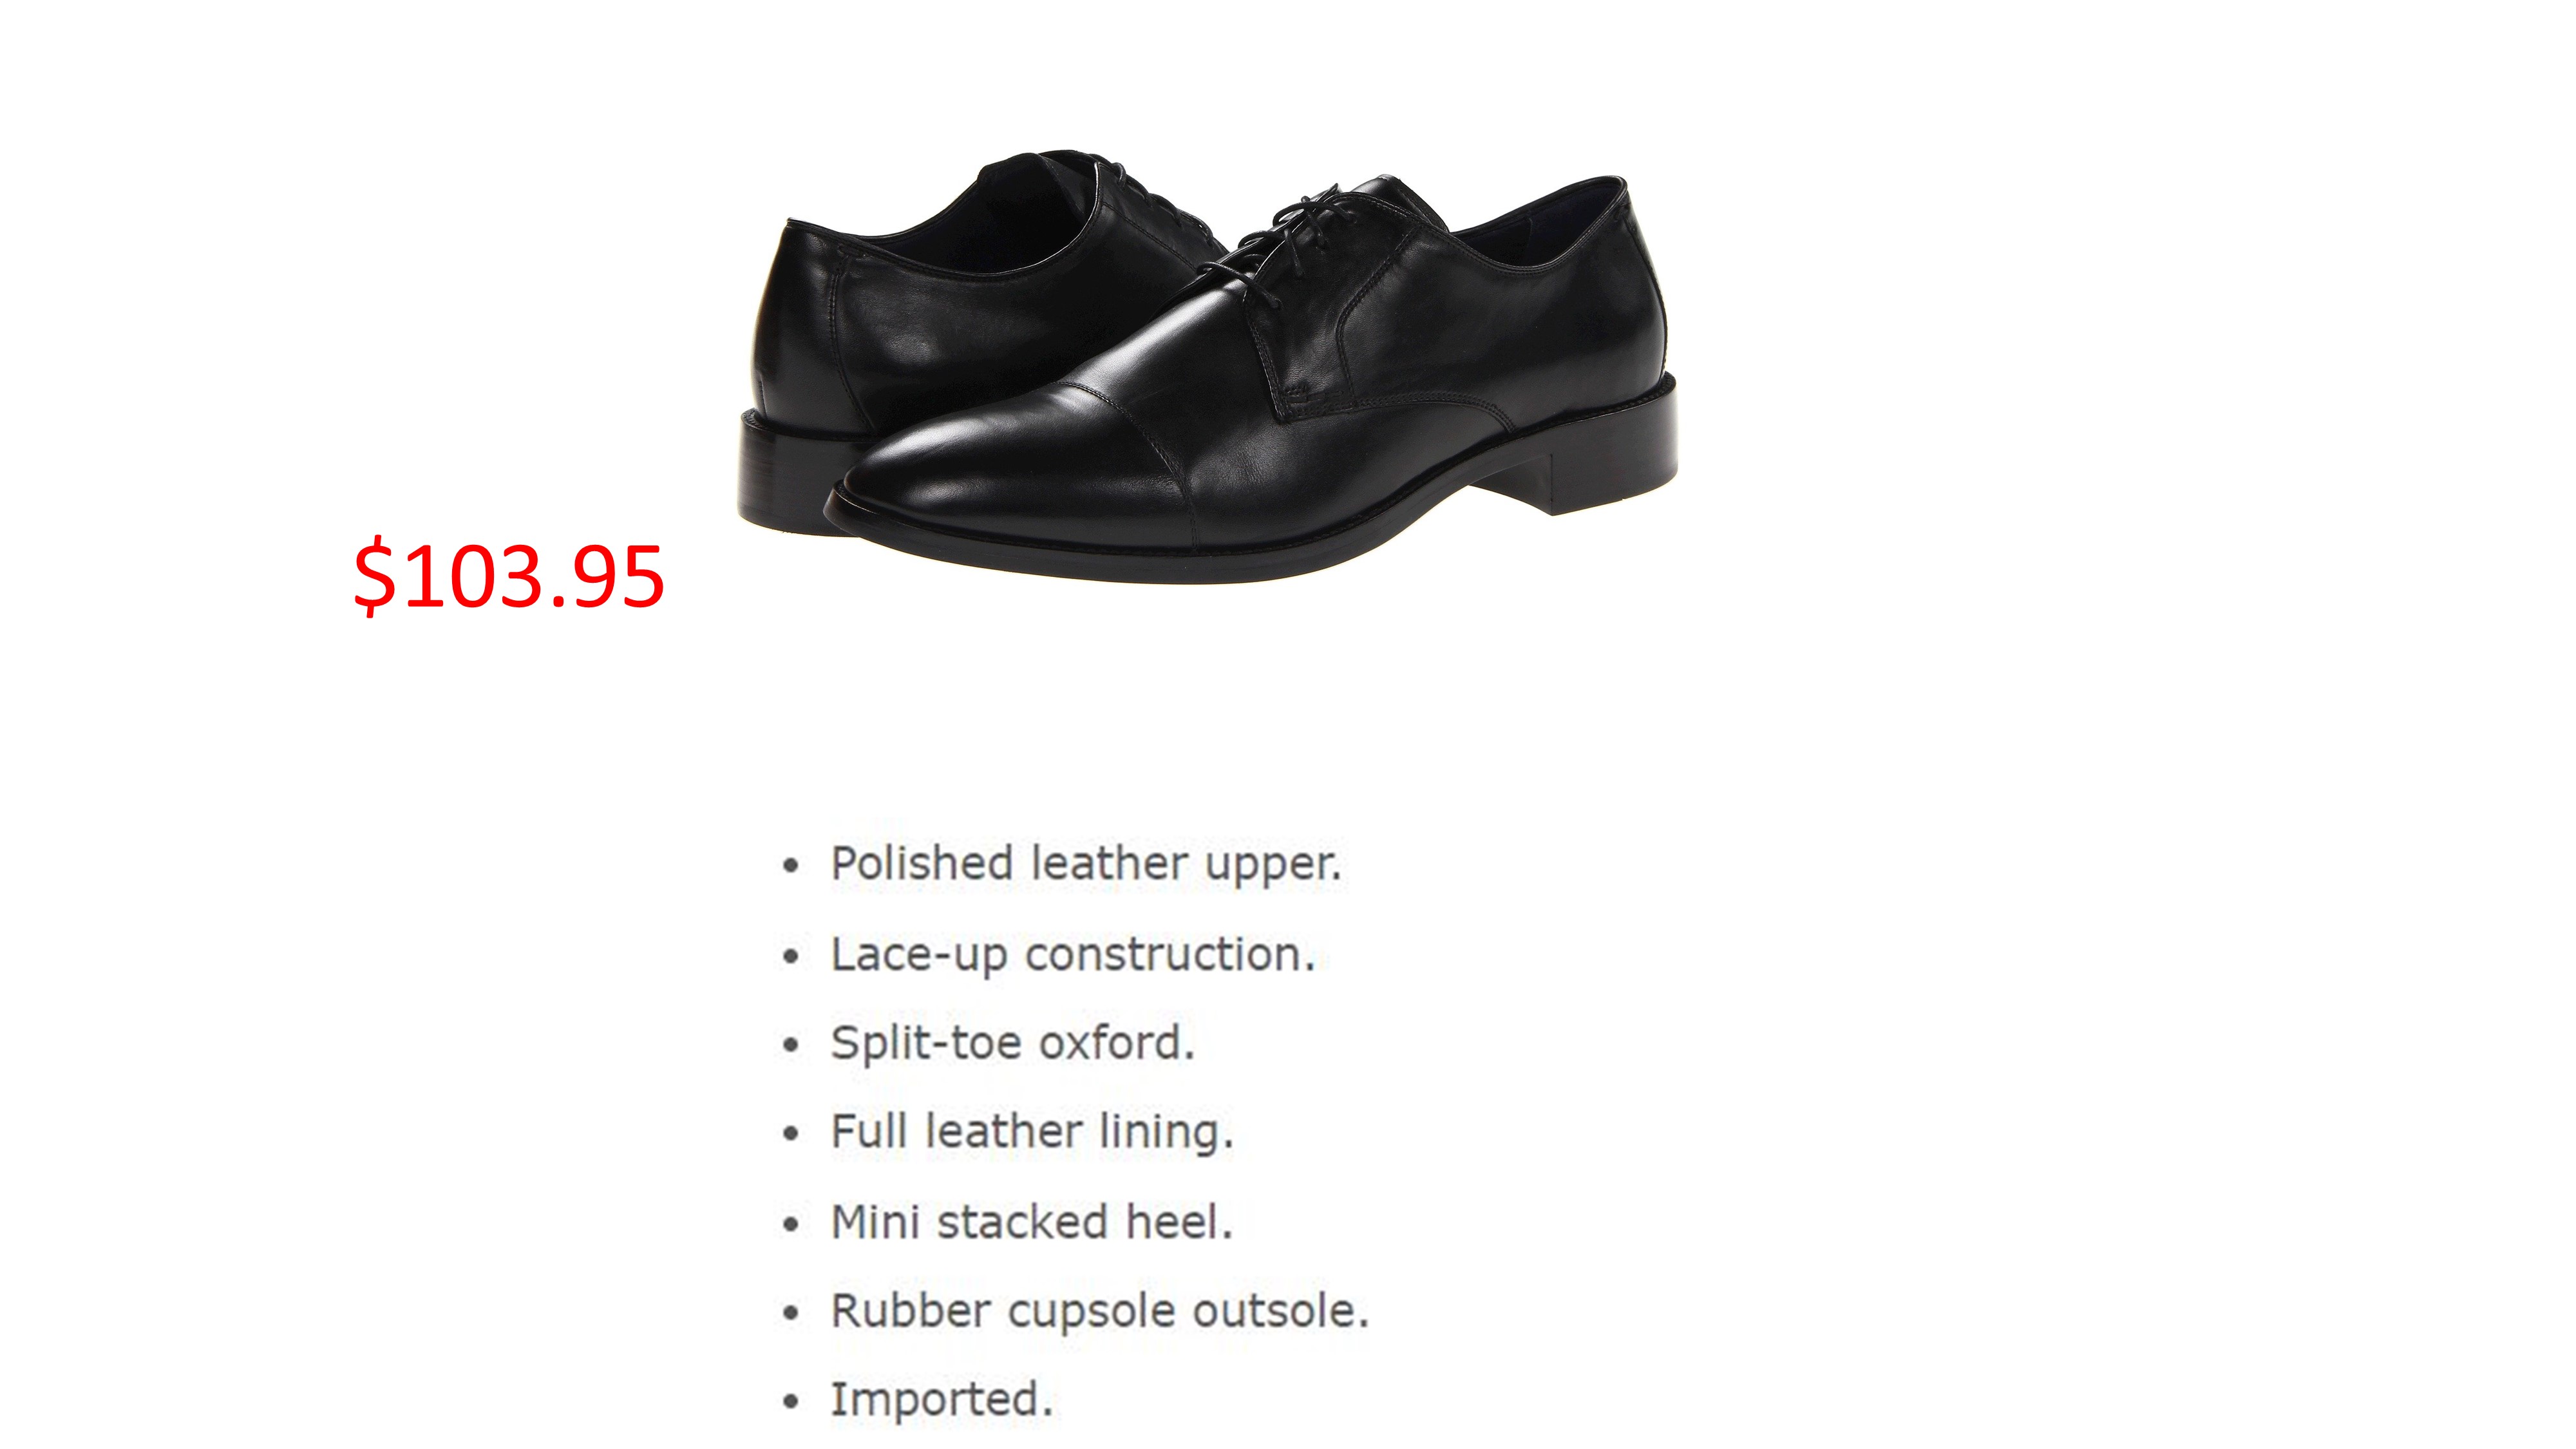 $103.95
• Polished leather upper.
• Lace-up construction.
• Split-toe oxford.
• Full leather lining.
• Mini stacked heel.
• Rubber cupsole outsole.
• Imported.